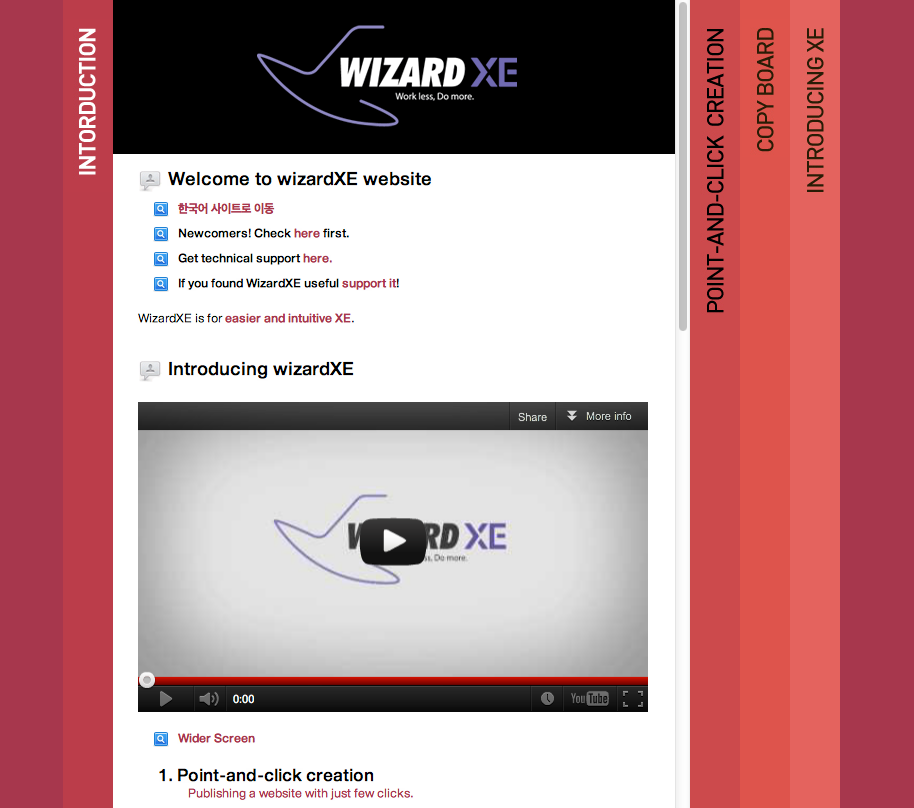 INTORDUCTION
WIZARD XE
Work less, Do more.
Welcome to wizardXE website
한국어 사이트로 이동
Newcomers! Check here first.
Get technical support here.
If you found WizardXE useful support it!
WizardXE is for easier and intuitive XE.
Introducing wizardXE
Share
More info
WIZARD XE
ss, Do more.
0:00
YouTube
Wider Screen
1. Point-and-click creation
Publishing a website with just few clicks.
POINT-AND-CLICK CREATION
COPY BOARD
INTRODUCING XE